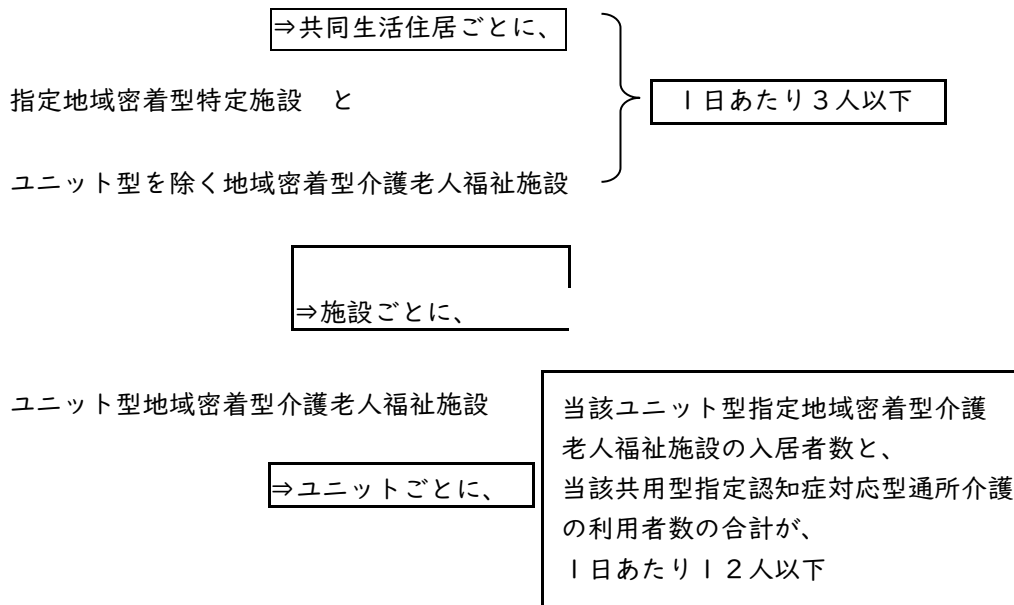 ⇒共同生活住居ごとに、
指定地域密着型特定施設　と
１日あたり３人以下
ユニット型を除く地域密着型介護老人福祉施設
⇒施設ごとに、
ユニット型地域密着型介護老人福祉施設
⇒ユニットごとに、
当該ユニット型指定地域密着型介護
老人福祉施設の入居者数と、
当該共用型指定認知症対応型通所介護
の利用者数の合計が、
１日あたり１２人以下